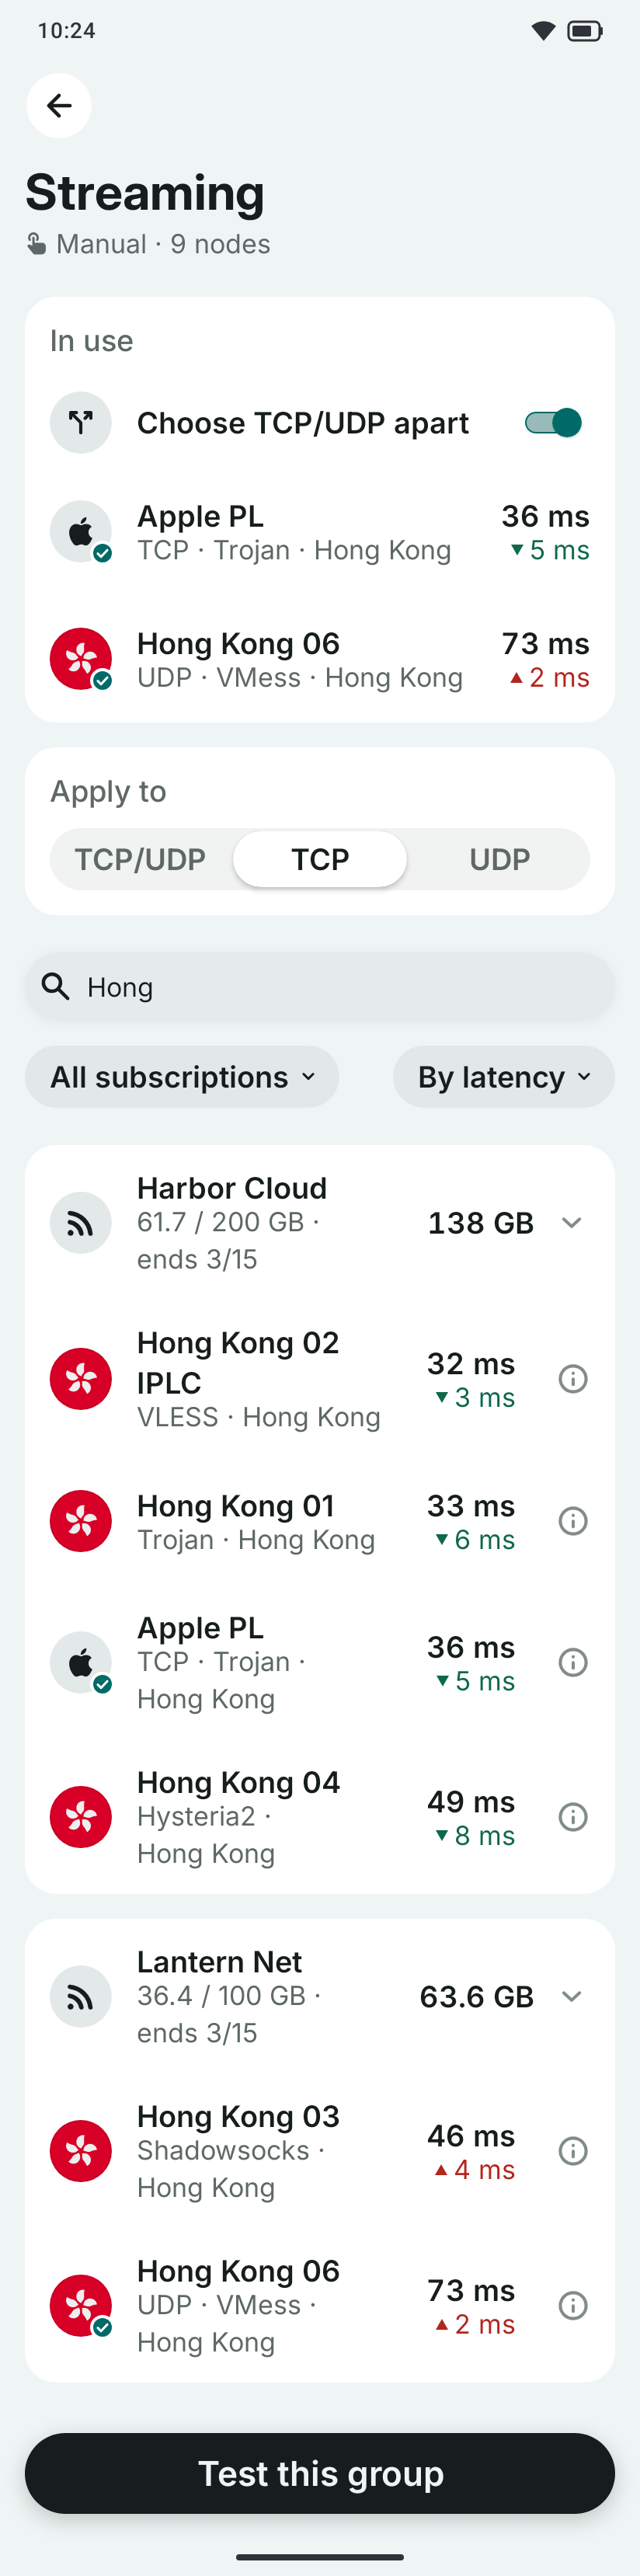 10:24
Streaming
Manual · 9 nodes
In use
Choose TCP/UDP apart
Apple PL
36 ms
TCP · Trojan · Hong Kong
▼ 5 ms
Hong Kong 06
73 ms
UDP · VMess · Hong Kong
▲ 2 ms
Apply to
TCP/UDP
TCP
UDP
Hong
All subscriptions
By latency
Harbor Cloud
61.7 / 200 GB ·
ends 3/15
138 GB
Hong Kong 02
IPLC
VLESS · Hong Kong
32 ms
▼ 3 ms
Hong Kong 01
Trojan · Hong Kong
33 ms
▼ 6 ms
Apple PL
TCP · Trojan ·
Hong Kong
36 ms
▼ 5 ms
Hong Kong 04
Hysteria2 ·
Hong Kong
49 ms
▼ 8 ms
Lantern Net
36.4 / 100 GB ·
ends 3/15
63.6 GB
Hong Kong 03
Shadowsocks ·
Hong Kong
46 ms
▲ 4 ms
Hong Kong 06
UDP · VMess ·
Hong Kong
73 ms
▲ 2 ms
Test this group